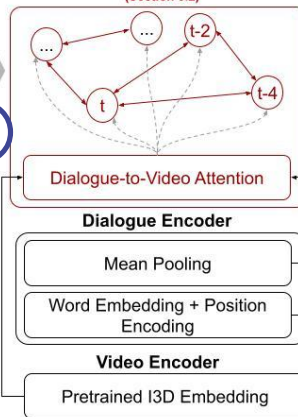 ...
...
t-2
t
t-4
Dialogue-to-Video Attention
Dialogue Encoder
Mean Pooling
Word Embedding + Position
Encoding
Video Encoder
Pretrained I3D Embedding